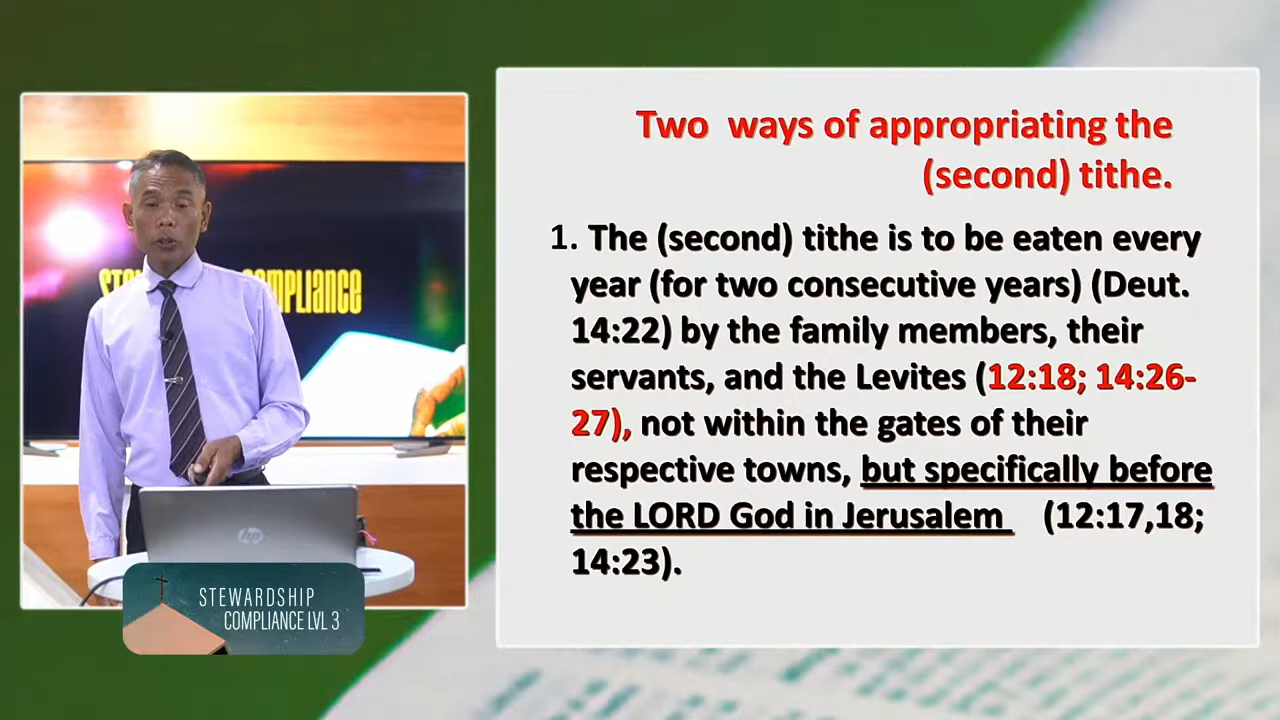 Two ways of appropriating the
(second) tithe.
1. The (second) tithe is to be eaten every
year (for two consecutive years) (Deut.
14:22) by the family members, their
servants, and the Levites (12:18; 14:26-
27), not within the gates of their
respective towns, but specifically before
the LORD God in Jerusalem (12:17,18;
14:23).
COMPLIANCE
hp
STEWARDSHIP
COMPLIANCE LVL 3